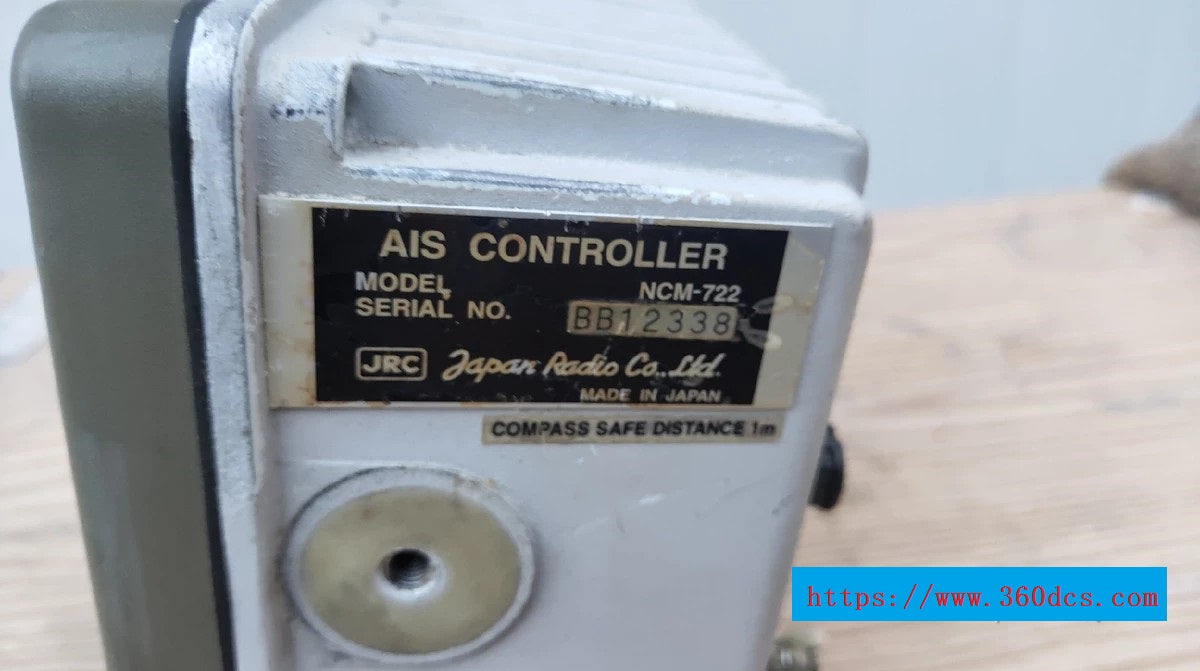 AIS CONTROLLER
MODEL NCM-722
SERIAL NO. BB12338
JRC Japan Radio Co., Ltd.
MADE IN JAPAN
COMPASS SAFE DISTANCE 1m
https://www.360dcs.com